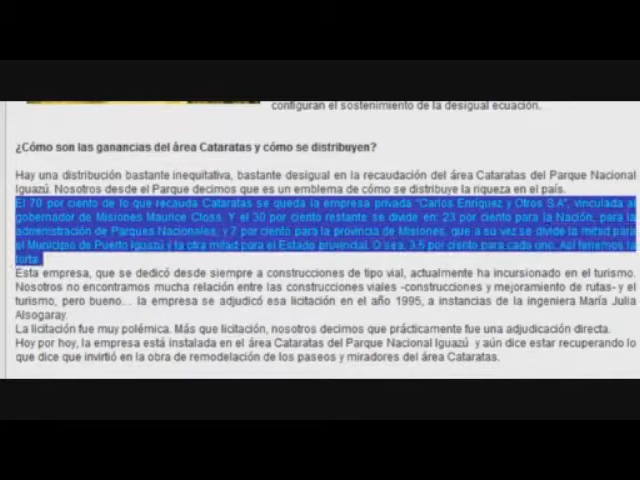 configuran el sostenimiento de la desigual ecuación.
¿Cómo son las ganancias del área Cataratas y cómo se distribuyen?
Hay una distribución bastante inequitativa, bastante desigual en la recaudación del área Cataratas del Parque Nacional
Iguazú. Nosotros desde el Parque decimos que es un emblema de cómo se distribuye la riqueza en el país.
El 70 por ciento de lo que recauda Cataratas se queda la empresa privada "Carlos Enríquez y Otros S.A", vinculada al
gobernador de Misiones Maurice Closs. Y el 30 por ciento restante se divide en: 23 por ciento para la Nación, para la
administración de Parques Nacionales, y 7 por ciento para la provincia de Misiones, que a su vez se divide la mitad para
el Municipio de Puerto Iguazú y la otra mitad para el Estado provincial. O sea, 3,5 por ciento para cada uno. Así tenemos la
torta.
Esta empresa, que se dedicó desde siempre a construcciones de tipo vial, actualmente ha incursionado en el turismo.
Nosotros no encontramos mucha relación entre las construcciones viales -construcciones y mejoramiento de rutas- y el
turismo, pero bueno... la empresa se adjudicó esa licitación en el año 1995, a instancias de la ingeniera María Julia
Alsogaray.
La licitación fue muy polémica. Más que licitación, nosotros decimos que prácticamente fue una adjudicación directa.
Hoy por hoy, la empresa está instalada en el área Cataratas del Parque Nacional Iguazú y aún dice estar recuperando lo
que dice que invirtió en la obra de remodelación de los paseos y miradores del área Cataratas.